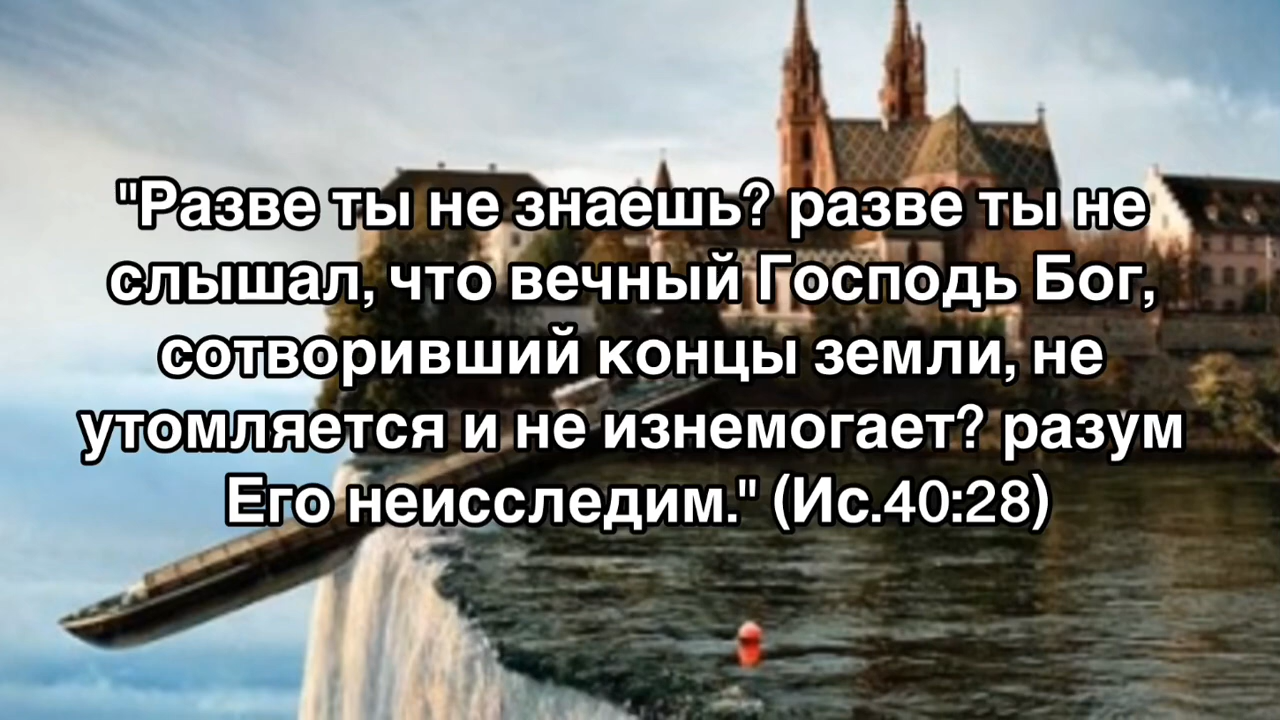 "Разве ты не знаешь? разве ты не
слышал, что вечный Господь Бог,
сотворивший концы земли, не
утомляется и не изнемогает? разум
Его неисследим." (Ис.40:28)